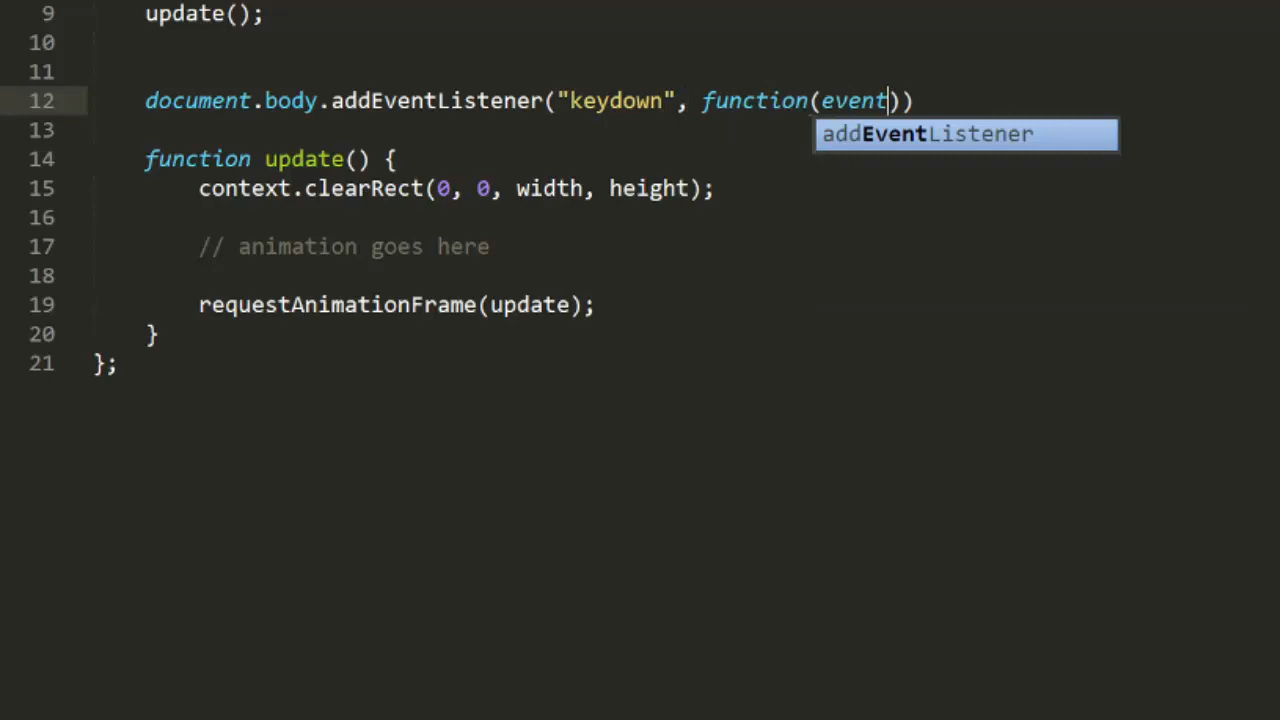 9 update();
10
11
12 document.body.addEventListener("keydown", function(event))
13 addEventListener
14 function update() {
15 context.clearRect(0, 0, width, height);
16
17 // animation goes here
18
19 requestAnimationFrame(update);
20 }
21 };